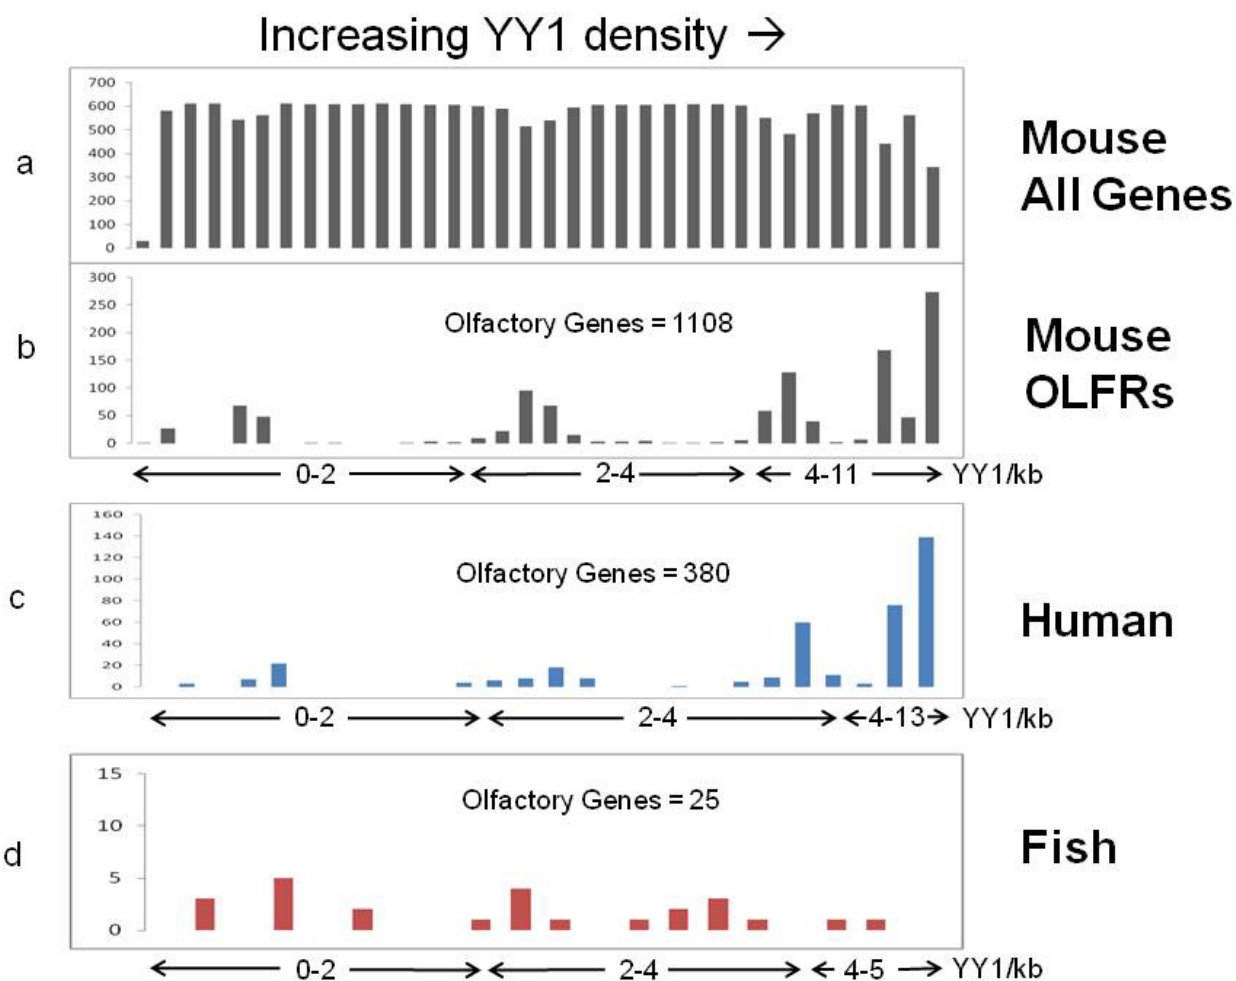 Increasing YY1 density →
a
700
600
500
400
300
200
100
0
Mouse
All Genes
b
300
250
200
150
100
50
0
Olfactory Genes = 1108
Mouse
OLFRs
0-2
2-4
4-11
YY1/kb
c
160
140
120
100
80
60
40
20
0
Olfactory Genes = 380
Human
0-2
2-4
4-13
YY1/kb
d
15
10
5
0
Olfactory Genes = 25
Fish
0-2
2-4
4-5
YY1/kb